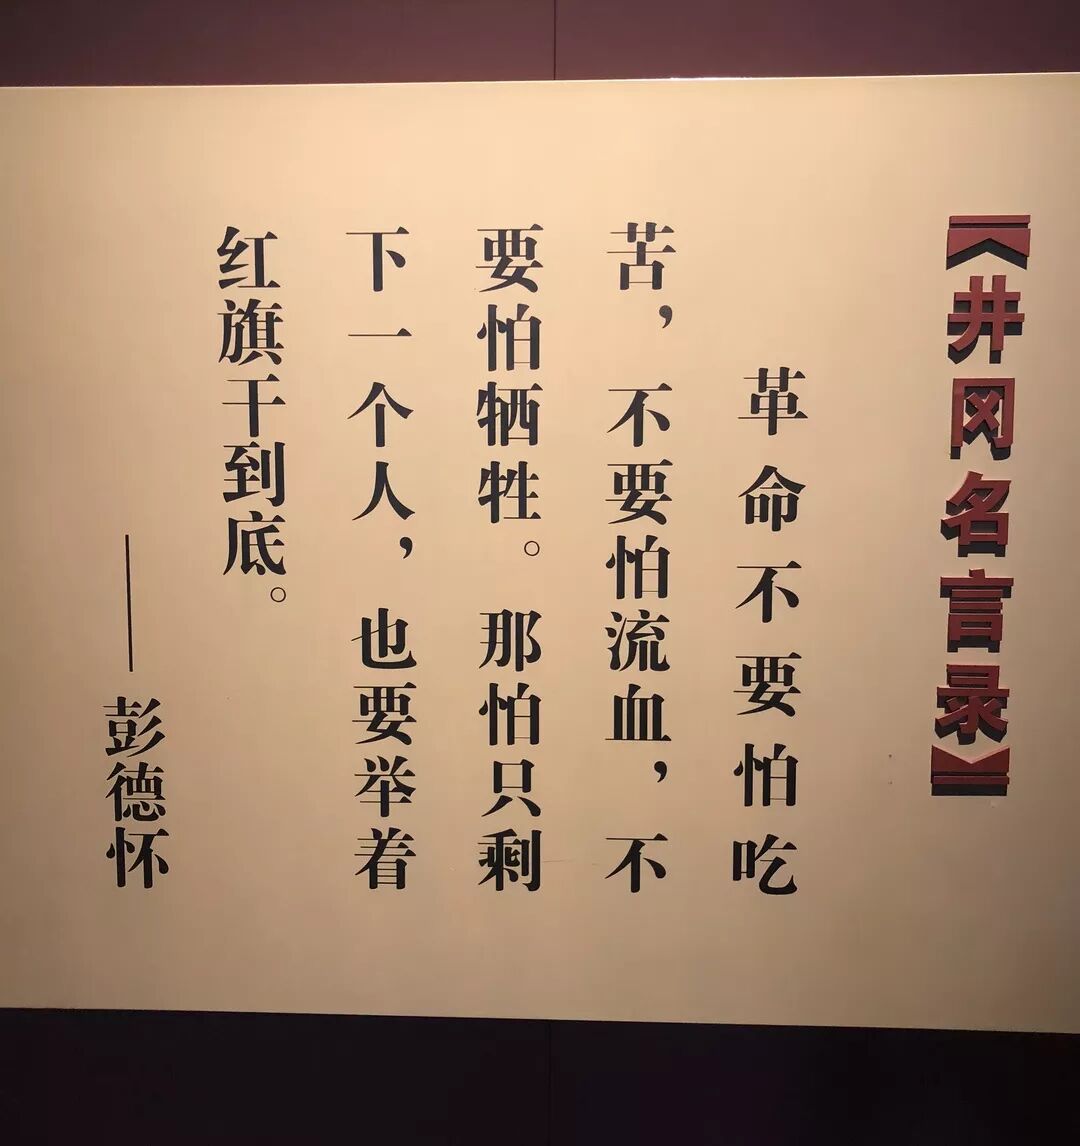 《井冈名言录》
革命不要怕吃
苦，不要怕流血，不
要怕牺牲。那怕只剩
下一个人，也要举着
红旗干到底。
——彭德怀